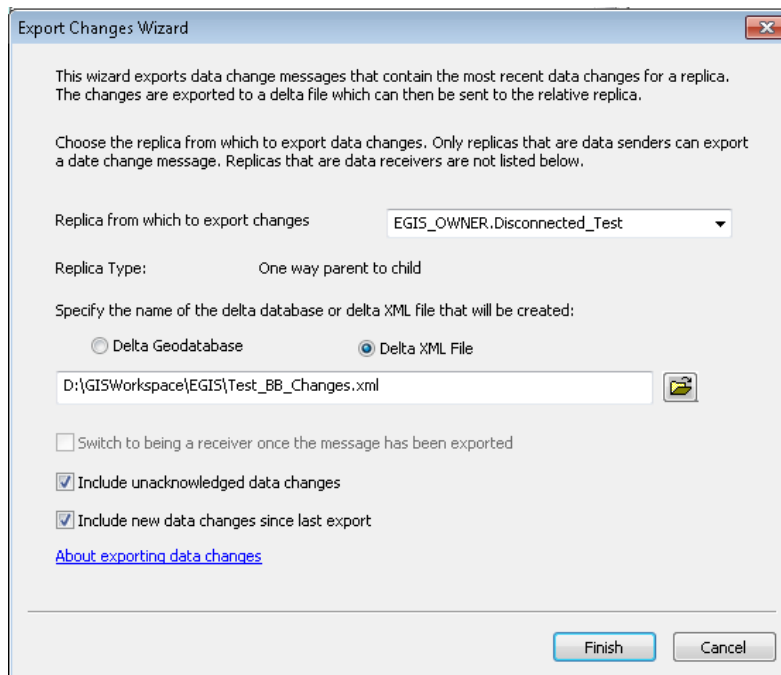 Export Changes Wizard
This wizard exports data change messages that contain the most recent data changes for a replica.
The changes are exported to a delta file which can then be sent to the relative replica.
Choose the replica from which to export data changes. Only replicas that are data senders can export
a date change message. Replicas that are data receivers are not listed below.
Replica from which to export changes EGIS_OWNER.Disconnected_Test
Replica Type: One way parent to child
Specify the name of the delta database or delta XML file that will be created:
Delta Geodatabase Delta XML File
D:\GISWorkspace\EGIS\Test_BB_Changes.xml
Switch to being a receiver once the message has been exported
Include unacknowledged data changes
Include new data changes since last export
About exporting data changes
Finish Cancel